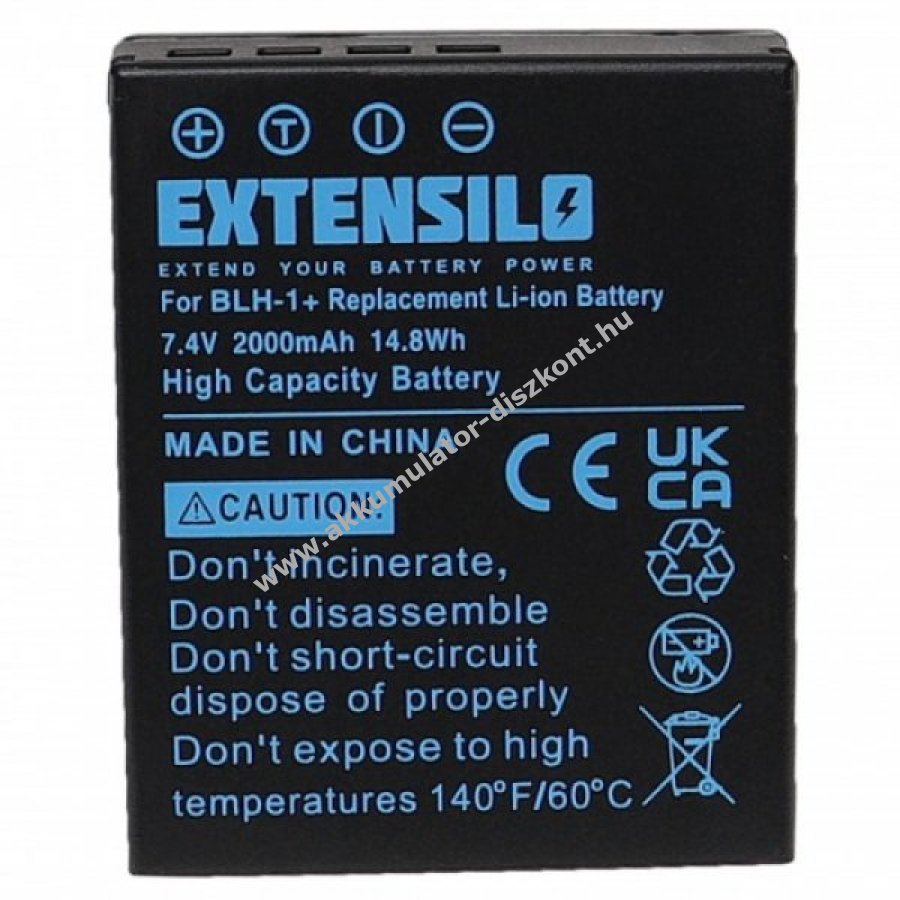 + T I −
EXTENSILO
EXTEND YOUR BATTERY POWER
For BLH-1+ Replacement Li-ion Battery
7.4V 2000mAh 14.8Wh
High Capacity Battery
MADE IN CHINA
CE UK
CA
CAUTION:
Don't incinerate,
Don't disassemble
Don't short-circuit
dispose of properly
Don't expose to high
temperatures 140°F/60°C
www.akkumulator-diszkont.hu